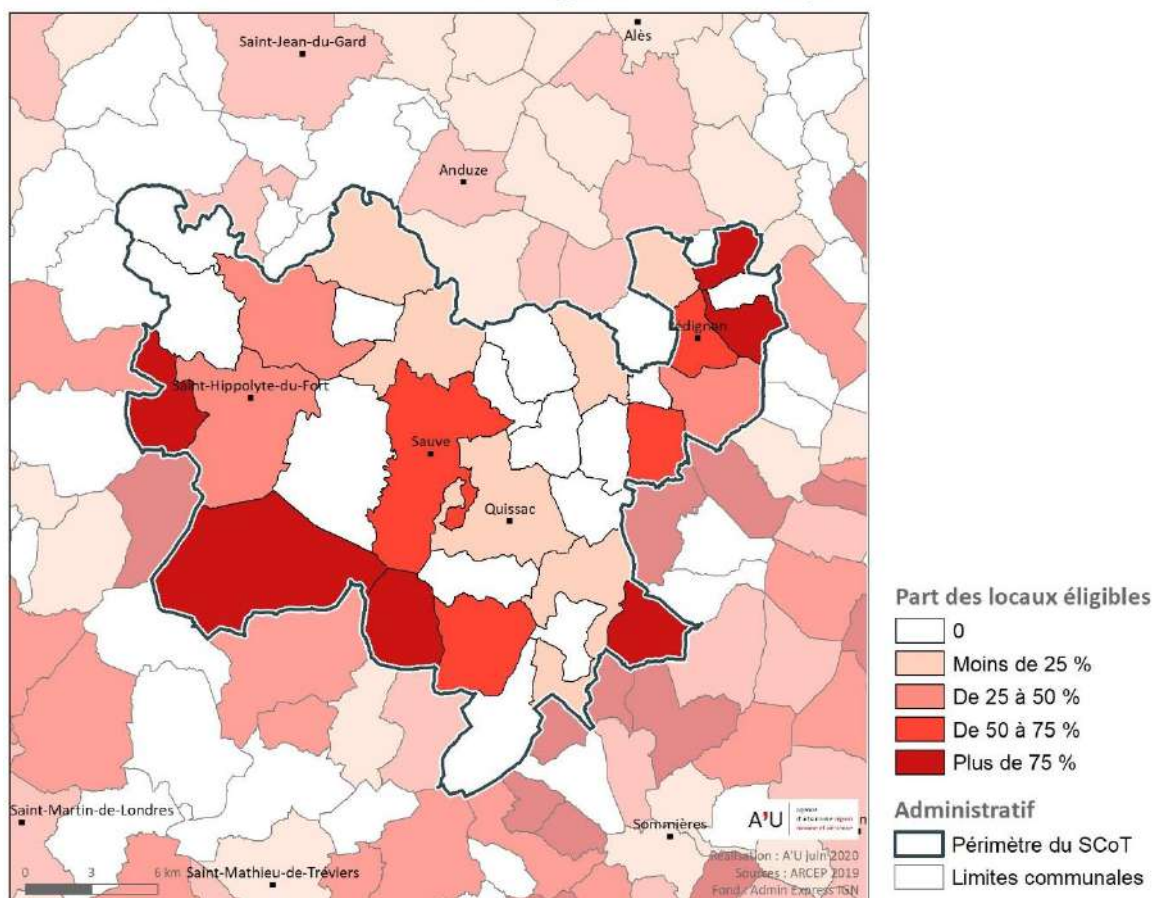 Saint-Jean-du-Gard
Alès
Anduze
Lédignan
Saint-Hippolyte-du-Fort
Sauve
Quissac
Part des locaux éligibles
0
Moins de 25 %
De 25 à 50 %
De 50 à 75 %
Plus de 75 %
Administratif
Périmètre du SCoT
Limites communales
Saint-Martin-de-Londres
Sommières
A'U
agence
d'urbanisme
Réalisation : A'U juin 2020
Sources : ARCEP 2019
Fond : Admin Express IGN
0 3 6 km
Saint-Mathieu-de-Tréviers